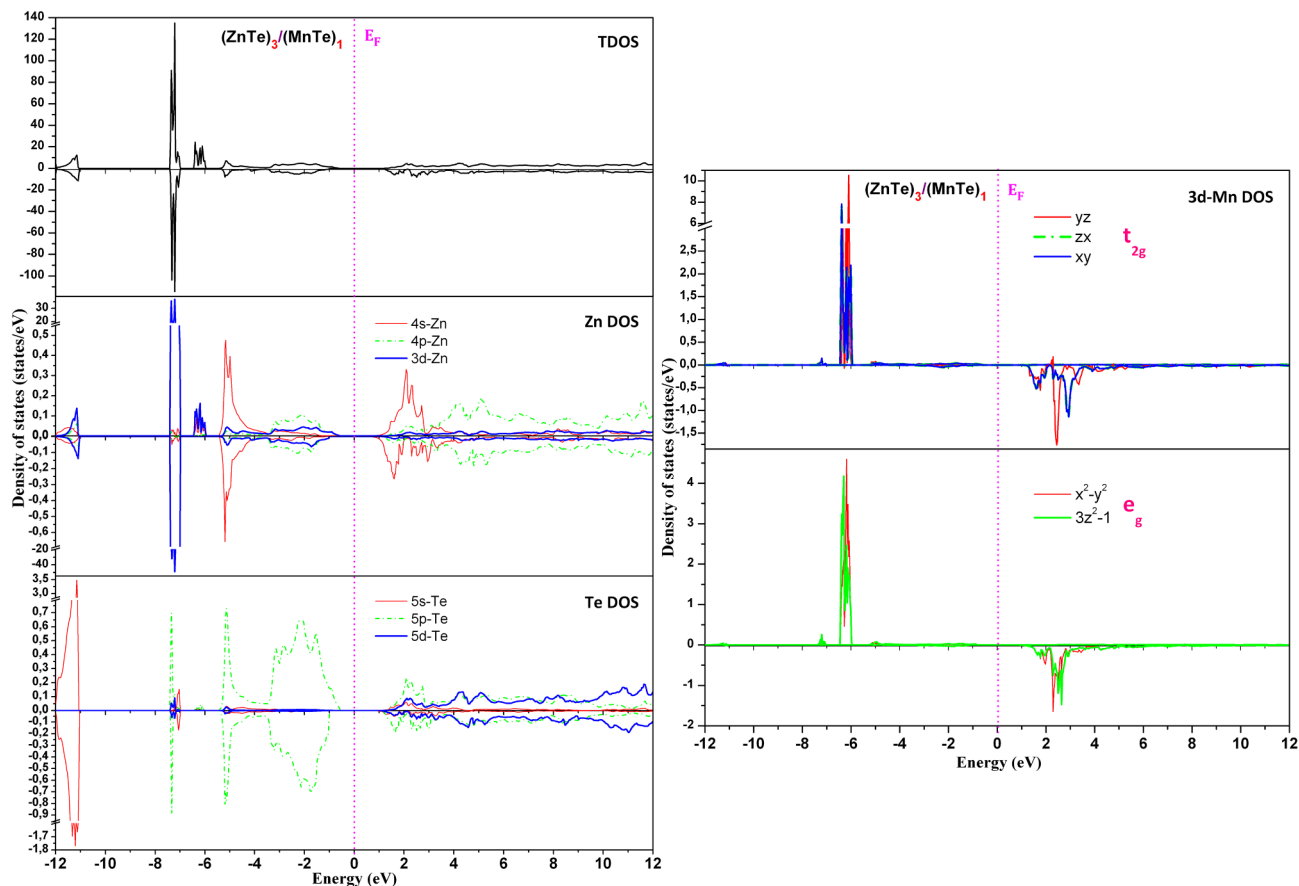 (ZnTe)3/(MnTe)1
EF
TDOS
140
120
100
80
60
40
20
0
-20
-40
-60
-80
-100
Zn DOS
4s-Zn
4p-Zn
3d-Zn
30
20
0,5
0,4
0,3
0,2
0,1
0,0
-0,1
-0,2
-0,3
-0,4
-0,5
-0,6
-20
-40
Density of states (states/eV)
Te DOS
5s-Te
5p-Te
5d-Te
3,5
3,0
0,7
0,6
0,5
0,4
0,3
0,2
0,1
0,0
-0,1
-0,2
-0,3
-0,4
-0,5
-0,6
-0,7
-0,8
-0,9
-1,7
-1,8
-12 -10 -8 -6 -4 -2 0 2 4 6 8 10 12
Energy (eV)
(ZnTe)3/(MnTe)1
EF
3d-Mn DOS
yz
zx
xy
t2g
10
8
6
2,5
2,0
1,5
1,0
0,5
0,0
-0,5
-1,0
-1,5
Density of states (states/eV)
x²-y²
3z²-1
eg
4
3
2
1
0
-1
-2
-12 -10 -8 -6 -4 -2 0 2 4 6 8 10 12
Energy (eV)